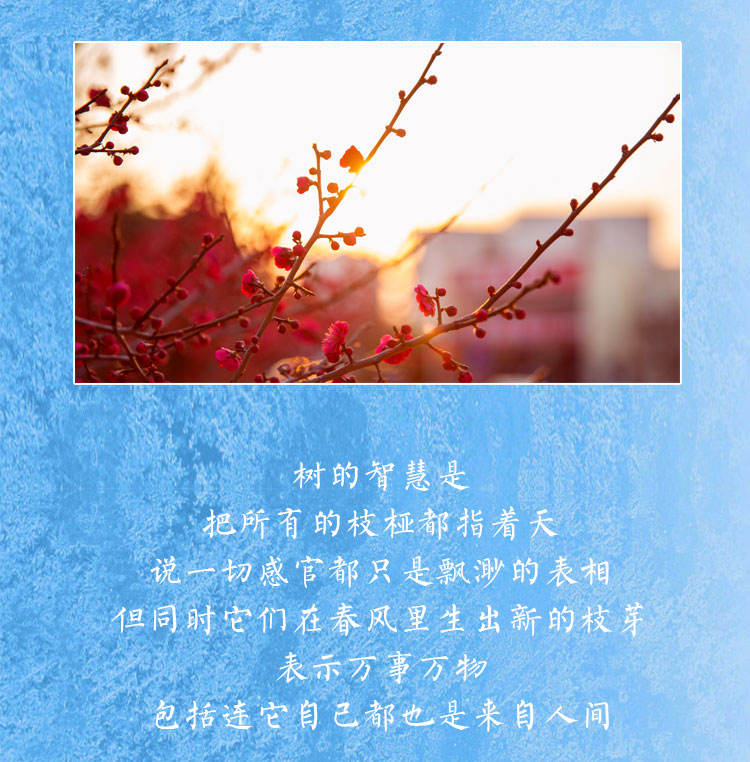 树的智慧是
把所有的枝桠都指着天
说一切感官都只是飘渺的表相
但同时它们在春风里生出新的枝芽
表示万事万物
包括连它自己都也是来自人间